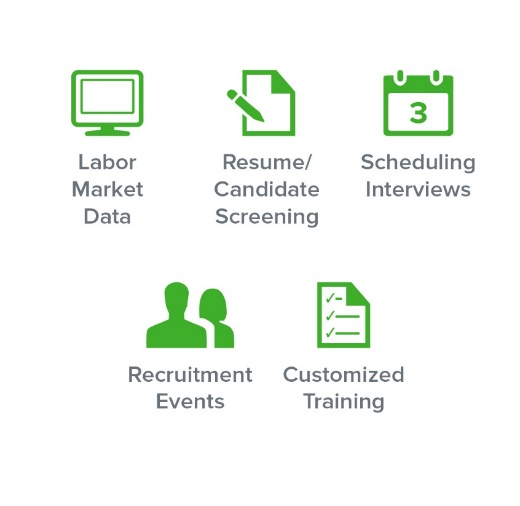 3
Labor
Market
Data
Resume/
Candidate
Screening
Scheduling
Interviews
Recruitment
Events
Customized
Training